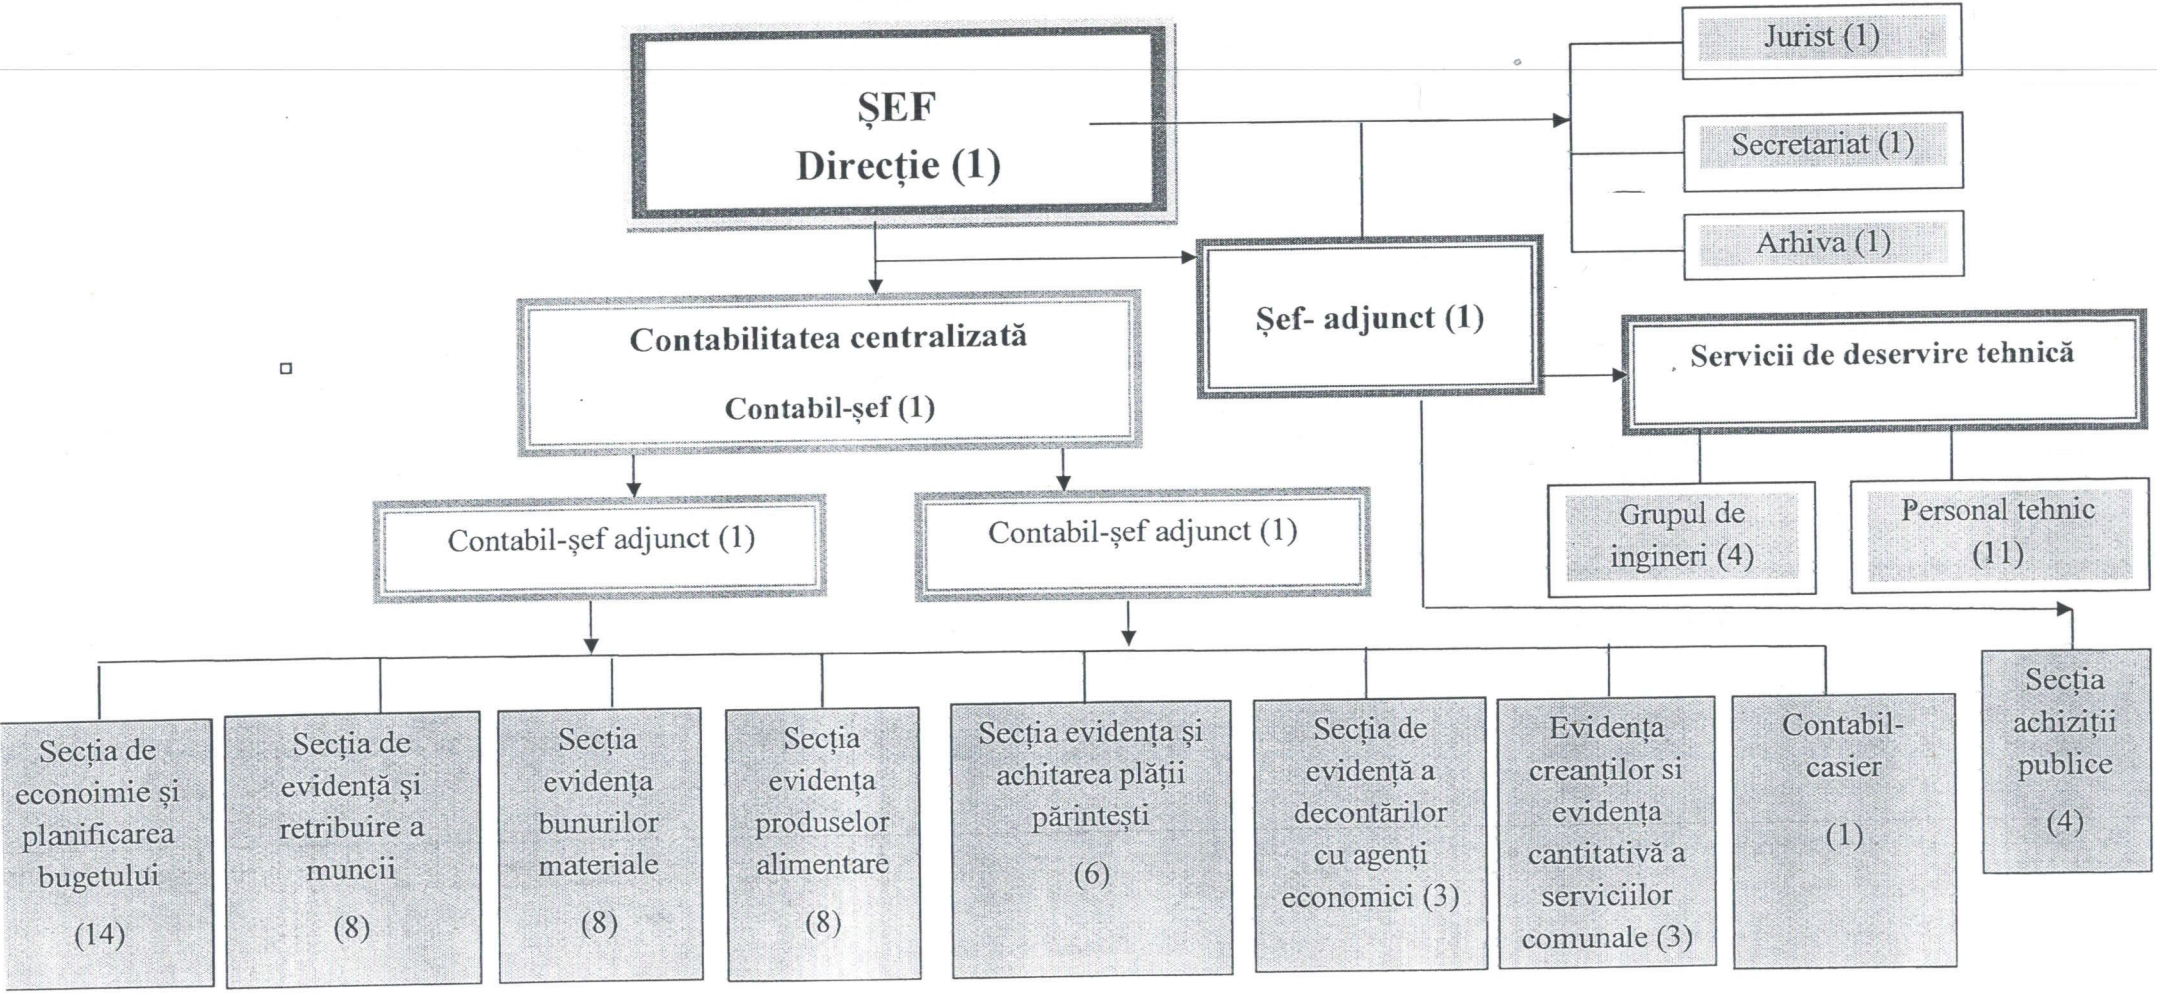 ȘEF
Direcție (1)
Jurist (1)
Secretariat (1)
Arhiva (1)
Șef- adjunct (1)
Contabilitatea centralizată
Contabil-șef (1)
Servicii de deservire tehnică
Contabil-șef adjunct (1)
Contabil-șef adjunct (1)
Grupul de
ingineri (4)
Personal tehnic
(11)
Secția de
econoimie și
planificarea
bugetului
(14)
Secția de
evidență și
retribuire a
muncii
(8)
Secția
evidența
bunurilor
materiale
(8)
Secția
evidența
produselor
alimentare
(8)
Secția evidența și
achitarea plății
părintești
(6)
Secția de
evidență a
decontărilor
cu agenți
economici (3)
Evidența
creanților si
evidența
cantitativă a
serviciilor
comunale (3)
Contabil-
casier
(1)
Secția
achiziții
publice
(4)